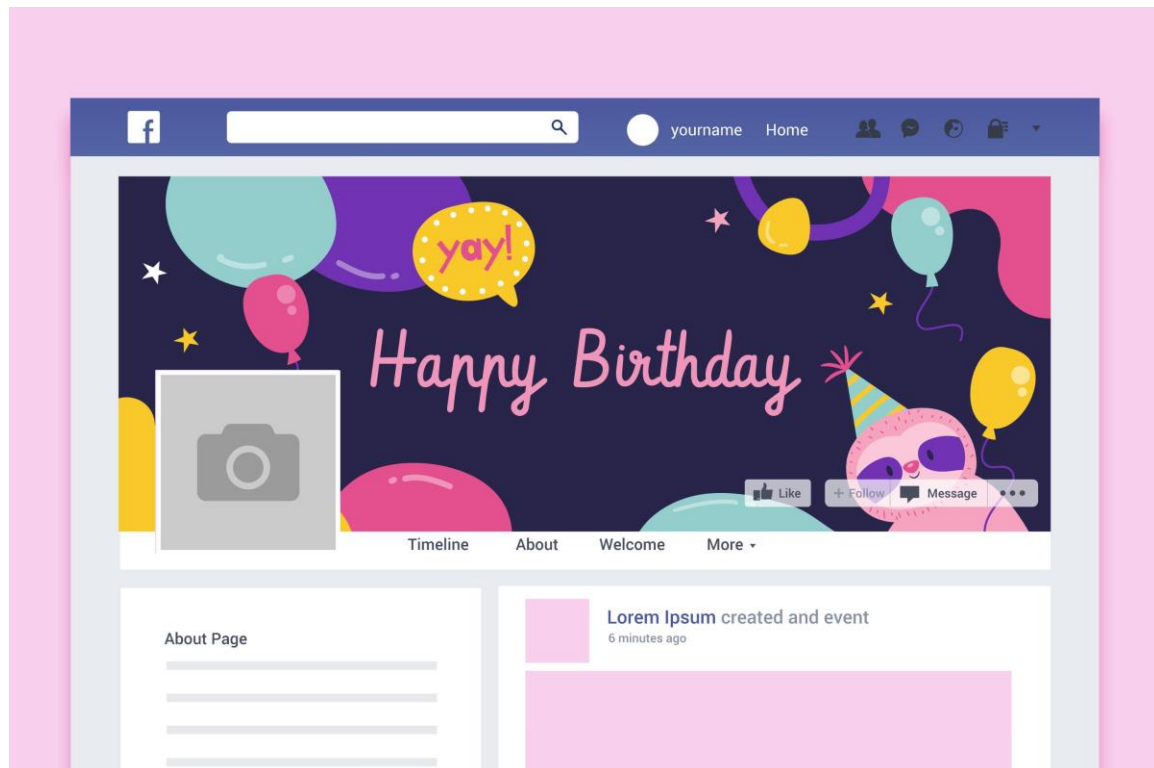 f
yourname Home
yay!
Happy Birthday
Like + Follow Message
Timeline About Welcome More
About Page
Lorem Ipsum created and event
6 minutes ago